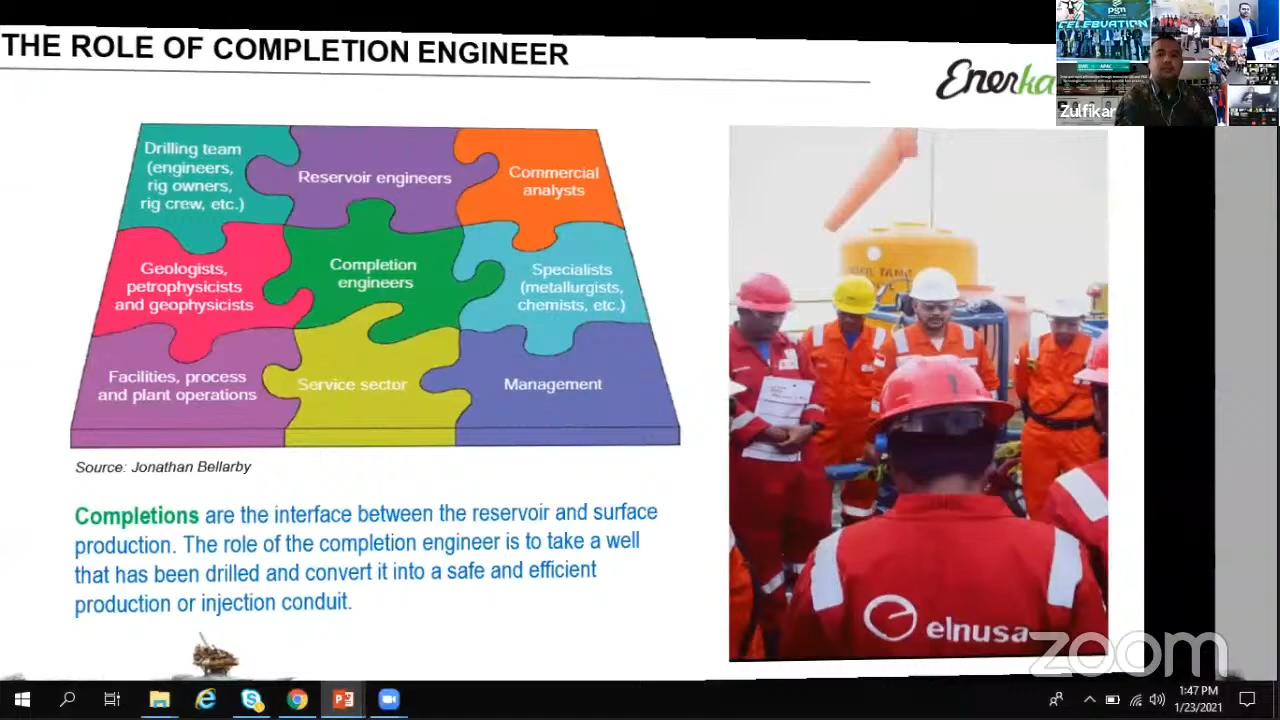 THE ROLE OF COMPLETION ENGINEER
Enerka
pgn
CELEBRATION
Zulfikar
Drilling team
(engineers,
rig owners,
rig crew, etc.)
Reservoir engineers
Commercial
analysts
Geologists,
petrophysicists
and geophysicists
Completion
engineers
Specialists
(metallurgists,
chemists, etc.)
Facilities, process
and plant operations
Service sector
Management
Source: Jonathan Bellarby
Completions are the interface between the reservoir and surface
production. The role of the completion engineer is to take a well
that has been drilled and convert it into a safe and efficient
production or injection conduit.
elnusa
zoom
1:47 PM
1/23/2021